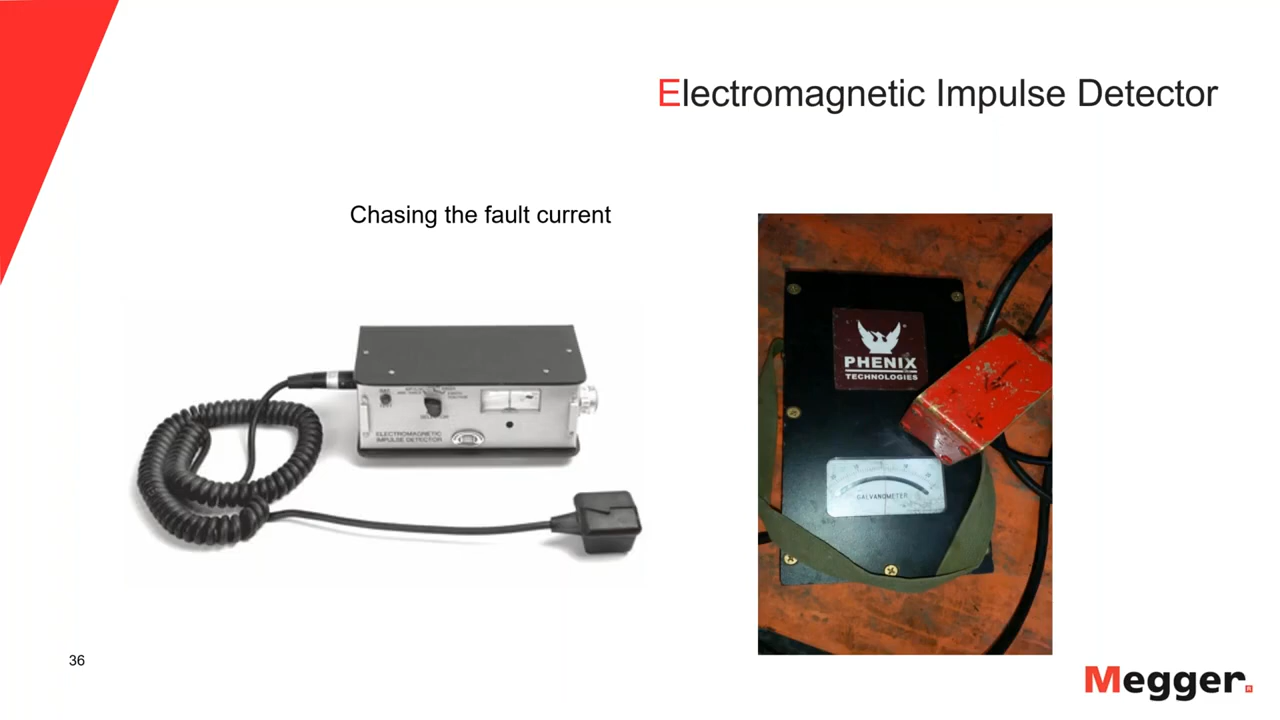 Electromagnetic Impulse Detector
Chasing the fault current
ELECTROMAGNETIC
IMPULSE DETECTOR
PHENIX
TECHNOLOGIES
GALVANOMETER
36
Megger